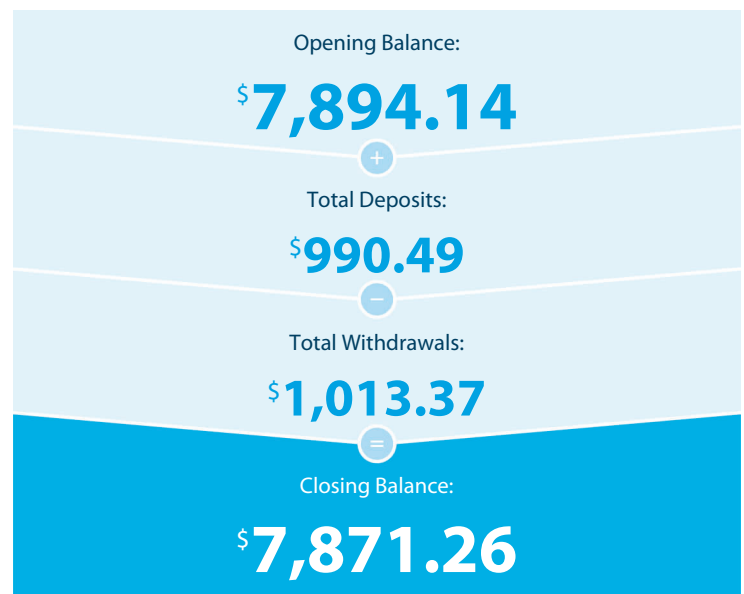 Opening Balance:
$7,894.14
+
Total Deposits:
$990.49
−
Total Withdrawals:
$1,013.37
=
Closing Balance:
$7,871.26